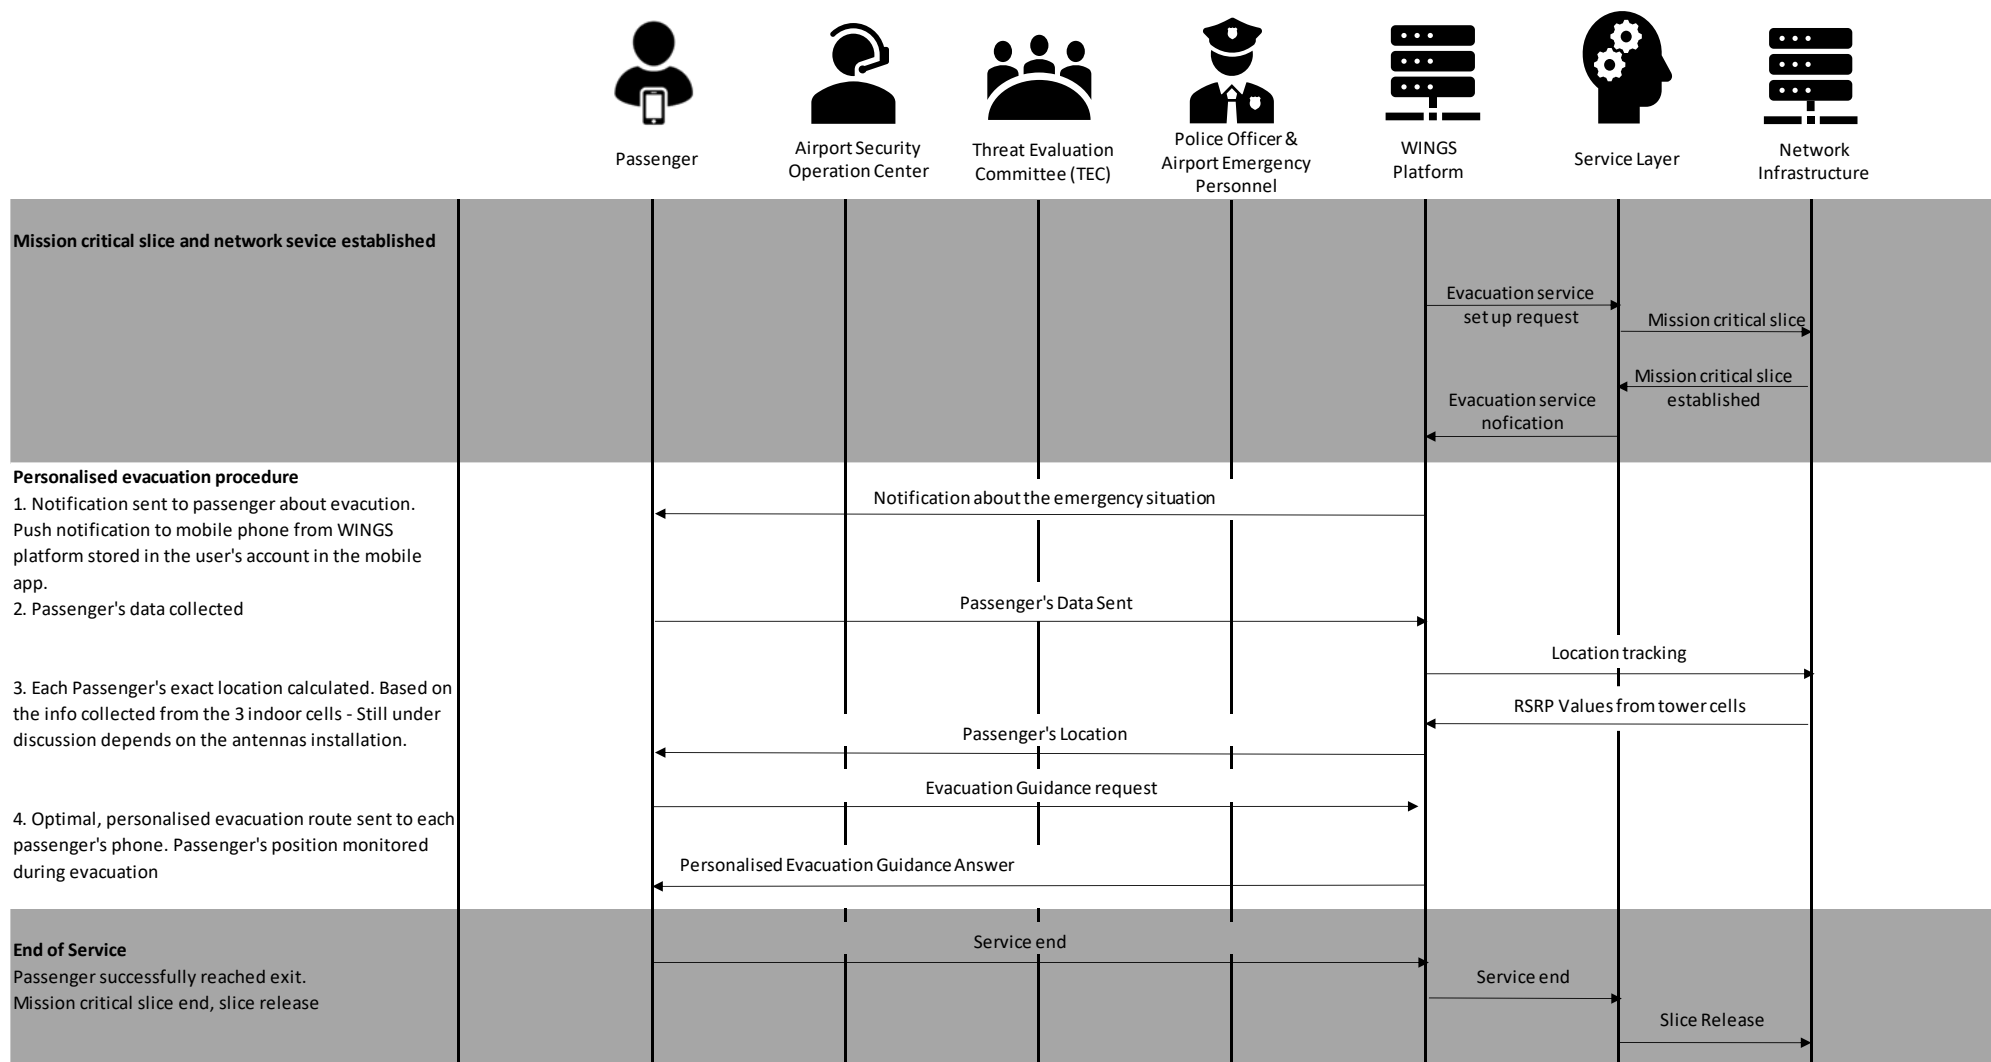 Passenger
Airport Security
Operation Center
Threat Evaluation
Committee (TEC)
Police Officer &
Airport Emergency
Personnel
WINGS
Platform
Service Layer
Network
Infrastructure
Mission critical slice and network sevice established
Evacuation service
set up request
Mission critical slice
Mission critical slice
established
Evacuation service
nofication
Personalised evacuation procedure
1. Notification sent to passenger about evacution.
Push notification to mobile phone from WINGS
platform stored in the user's account in the mobile
app.
2. Passenger's data collected
Notification about the emergency situation
Passenger's Data Sent
Location tracking
3. Each Passenger's exact location calculated. Based on
the info collected from the 3 indoor cells - Still under
discussion depends on the antennas installation.
RSRP Values from tower cells
Passenger's Location
Evacuation Guidance request
4. Optimal, personalised evacuation route sent to each
passenger's phone. Passenger's position monitored
during evacuation
Personalised Evacuation Guidance Answer
End of Service
Passenger successfully reached exit.
Mission critical slice end, slice release
Service end
Service end
Slice Release